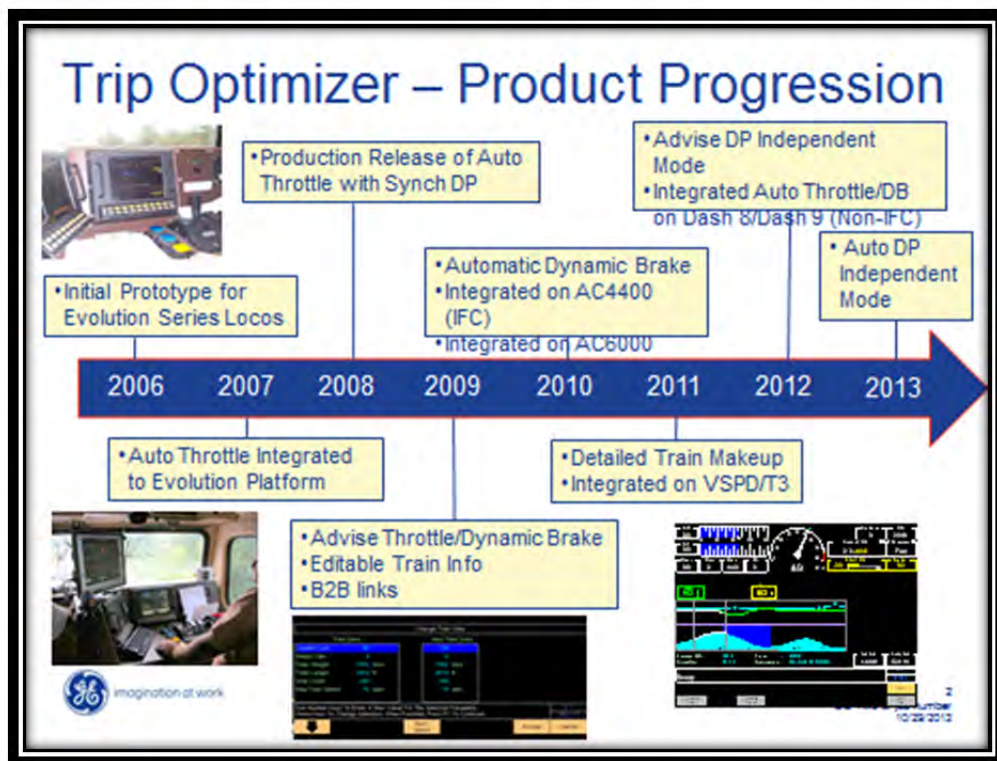 Trip Optimizer – Product Progression
•Production Release of Auto
Throttle with Synch DP
•Advise DP Independent
Mode
•Integrated Auto Throttle/DB
on Dash 8/Dash 9 (Non-IFC)
•Automatic Dynamic Brake
•Integrated on AC4400
(IFC)
•Integrated on AC6000
• Auto DP
Independent
Mode
•Initial Prototype for
Evolution Series Locos
2006 2007 2008 2009 2010 2011 2012 2013
•Auto Throttle Integrated
to Evolution Platform
•Detailed Train Makeup
•Integrated on VSPD/T3
•Advise Throttle/Dynamic Brake
•Editable Train Info
•B2B links
Change Train Data
imagination at work
2
10/29/2012